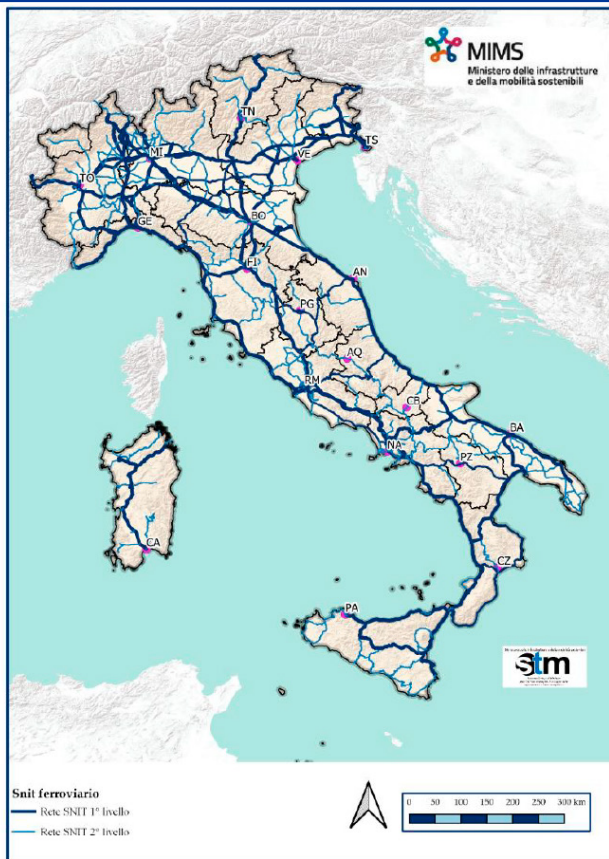 MIMS
Ministero delle infrastrutture
e della mobilità sostenibili
TN
TS
MI
VE
TO
GE
BO
FI
AN
PG
AQ
RM
CB
BA
NA
PZ
CA
CZ
PA
stm
Snit ferroviario
Rete SNIT 1° livello
Rete SNIT 2° livello
0 50 100 150 200 250 300 km